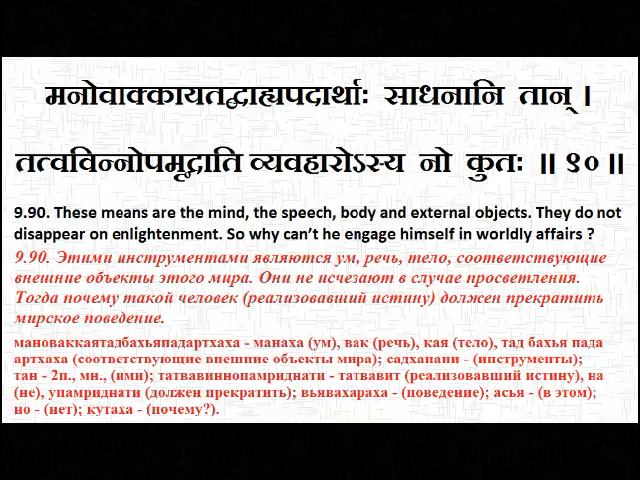 मनोवाक्कायतद्बाह्यपदार्थाः साधनानि तान् ।
तत्वविन्नोपमृद्गाति व्यवहारोऽस्य नो कुतः ॥ ९० ॥
9.90. These means are the mind, the speech, body and external objects. They do not
disappear on enlightenment. So why can't he engage himself in worldly affairs ?
9.90. Этими инструментами являются ум, речь, тело, соответствующие
внешние объекты этого мира. Они не исчезают в случае просветления.
Тогда почему такой человек (реализовавший истину) должен прекратить
мирское поведение.
мановаккаятадбахьяпадартхаха - манаха (ум), вак (речь), кая (тело), тад бахья пада
артхаха (соответствующие внешние объекты мира); садханани - (инструменты);
тан - 2п., мн., (ими); татвавиннопамриднати - татвавит (реализовавший истину), на
(не), упамриднати (должен прекратить); вьявахараха - (поведение); асья - (в этом);
но - (нет); кутаха - (почему?).